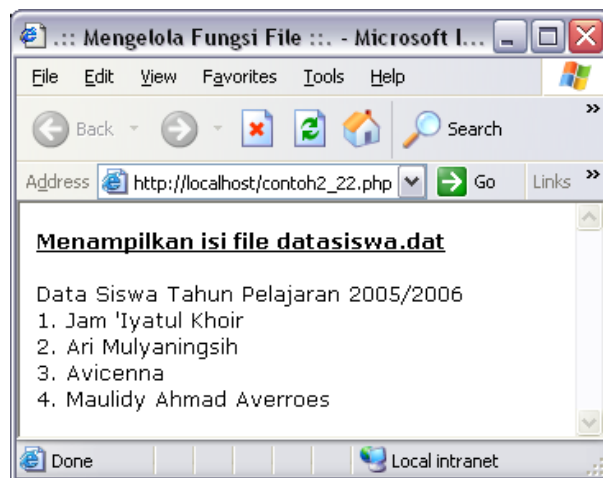 .:: Mengelola Fungsi File ::. - Microsoft I...
File Edit View Favorites Tools Help
Back Search »
Address http://localhost/contoh2_22.php Go Links »
Menampilkan isi file datasiswa.dat
Data Siswa Tahun Pelajaran 2005/2006
1. Jam 'Iyatul Khoir
2. Ari Mulyaningsih
3. Avicenna
4. Maulidy Ahmad Averroes
Done Local intranet